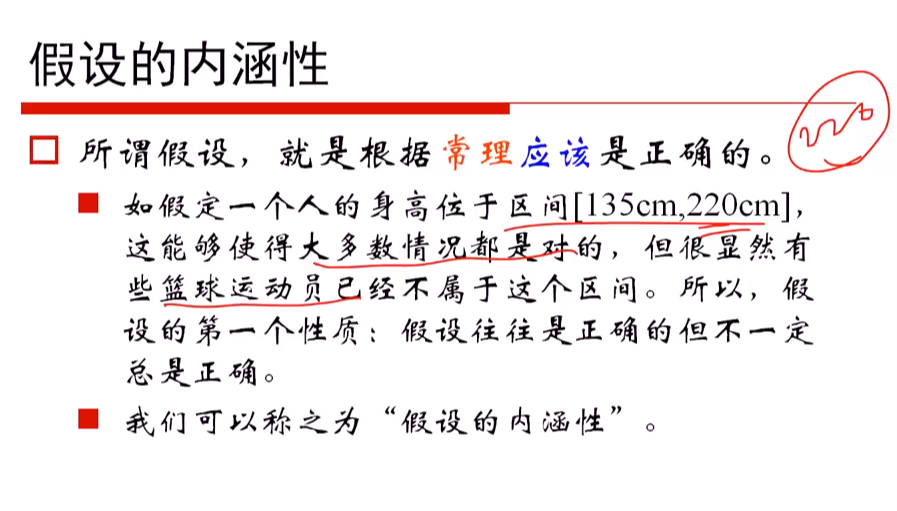 假设的内涵性
所谓假设，就是根据常理应该是正确的。
220
如假定一个人的身高位于区间[135cm,220cm]，
这能够使得大多数情况都是对的，但很显然有
些篮球运动员已经不属于这个区间。所以，假
设的第一个性质：假设往往是正确的但不一定
总是正确。
我们可以称之为“假设的内涵性”。